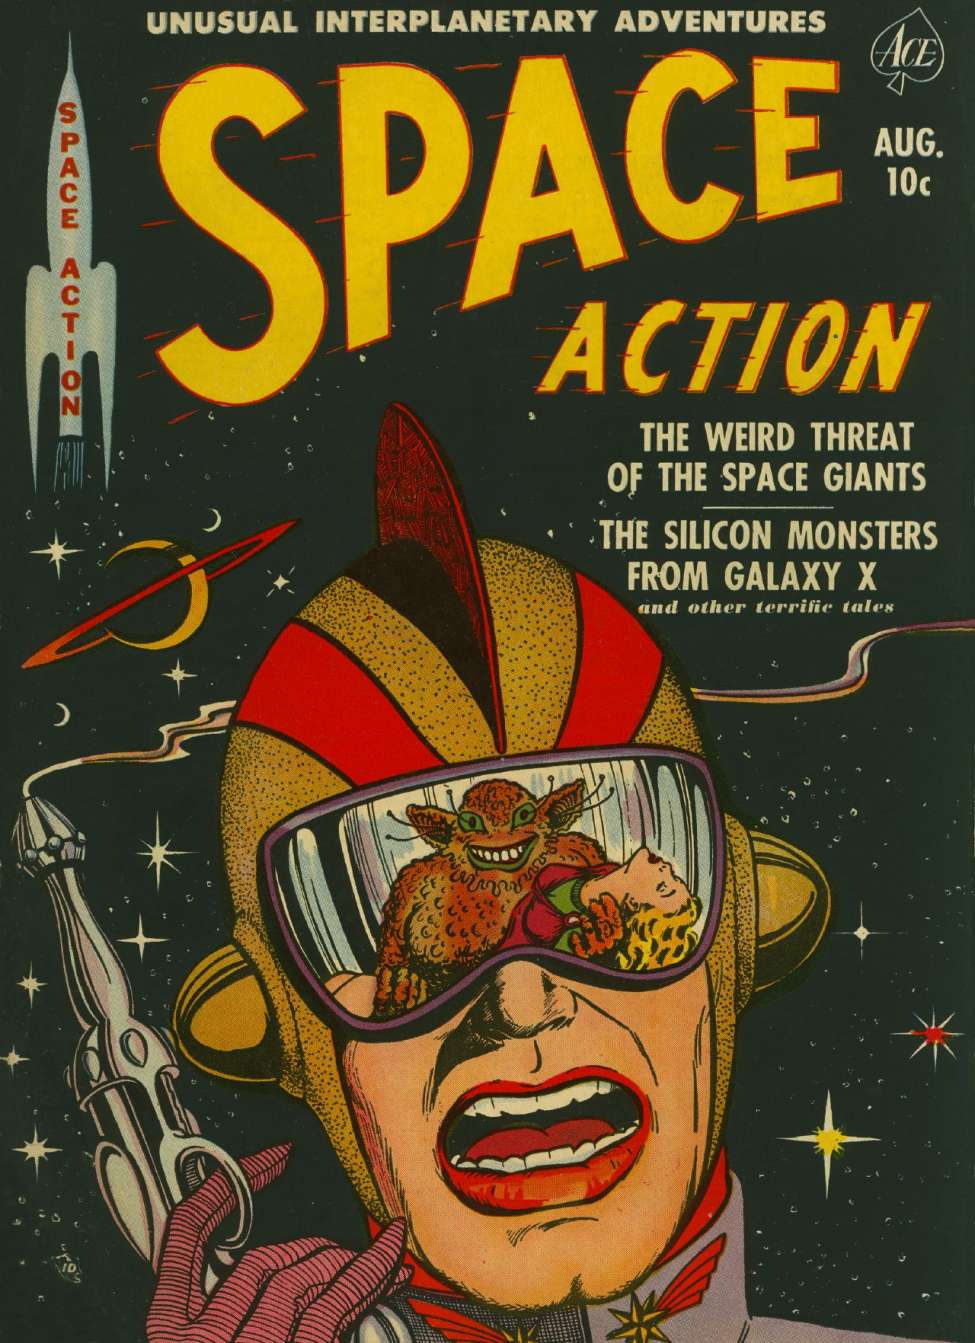 UNUSUAL INTERPLANETARY ADVENTURES
ACE
SPACE
ACTION
AUG.
10c
SPACE ACTION
THE WEIRD THREAT
OF THE SPACE GIANTS
THE SILICON MONSTERS
FROM GALAXY X
and other terrific tales